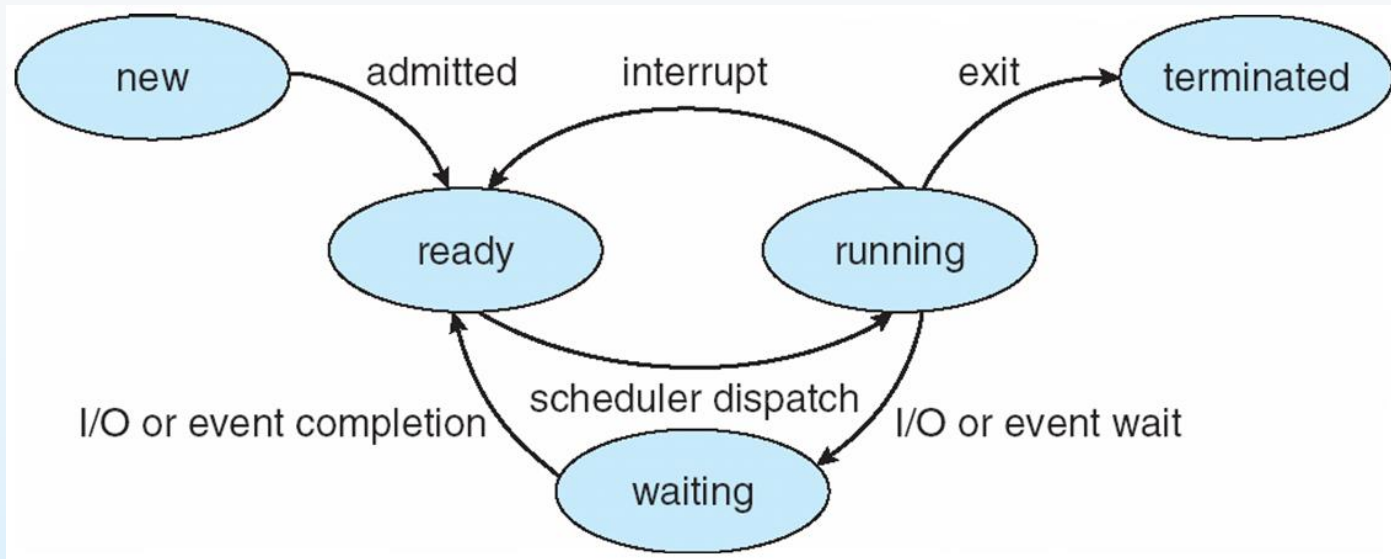 new
admitted
interrupt
exit
terminated
ready
running
scheduler dispatch
I/O or event completion
I/O or event wait
waiting